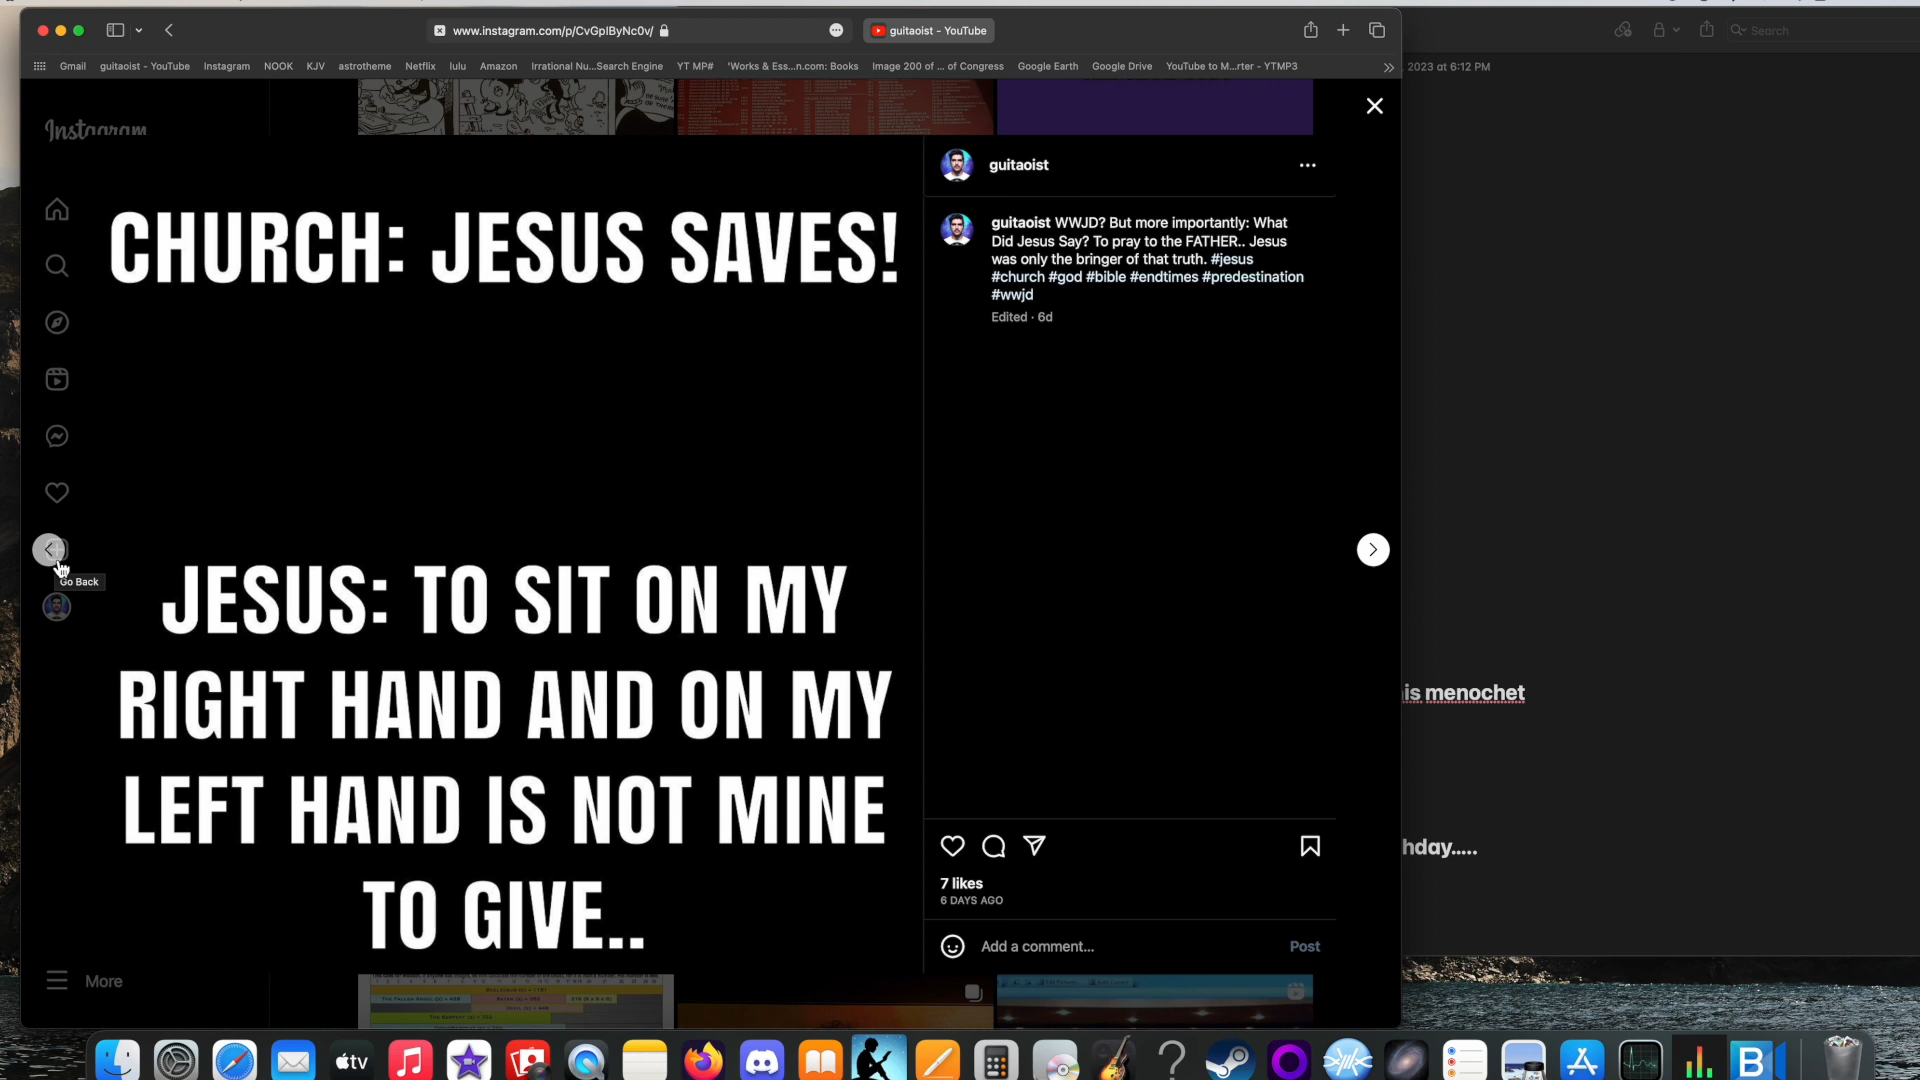 www.instagram.com/p/CvGpIByNc0v/
guitaoist - YouTube
Search
Gmail
guitaoist - YouTube
Instagram
NOOK
KJV
astrotheme
Netflix
lulu
Amazon
Irrational Nu...Search Engine
YT MP#
'Works & Ess...n.com: Books
Image 200 of ... of Congress
Google Earth
Google Drive
YouTube to M...rter - YTMP3
2023 at 6:12 PM
Instagram
CHURCH: JESUS SAVES!
JESUS: TO SIT ON MY
RIGHT HAND AND ON MY
LEFT HAND IS NOT MINE
TO GIVE..
Go Back
More
guitaoist
guitaoist WWJD? But more importantly: What
Did Jesus Say? To pray to the FATHER.. Jesus
was only the bringer of that truth. #jesus
#church #god #bible #endtimes #predestination
#wwjd
Edited · 6d
7 likes
6 DAYS AGO
Add a comment...
Post
is menochet
hday.....
tv